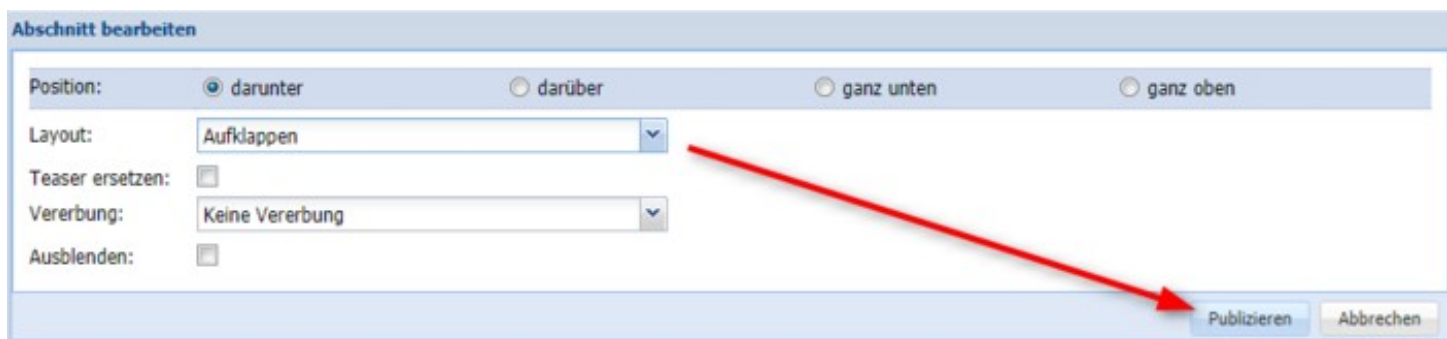 Abschnitt bearbeiten
Position: darunter darüber ganz unten ganz oben
Layout: Aufklappen
Teaser ersetzen:
Vererbung: Keine Vererbung
Ausblenden:
Publizieren Abbrechen